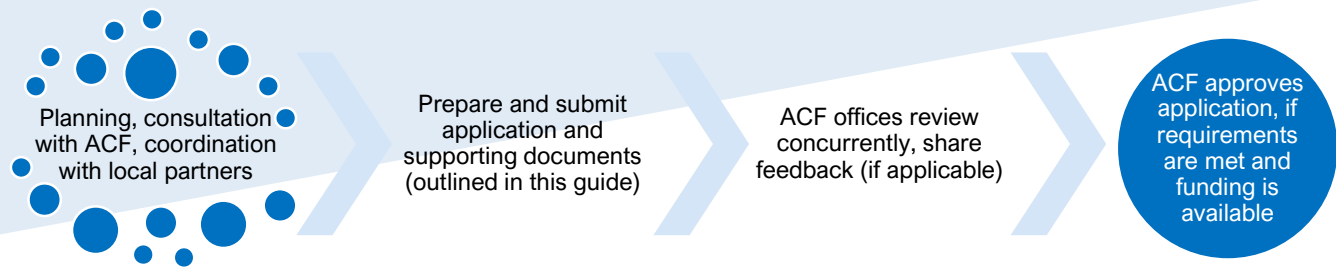 Planning, consultation
with ACF, coordination
with local partners
Prepare and submit
application and
supporting documents
(outlined in this guide)
ACF offices review
concurrently, share
feedback (if applicable)
ACF approves
application, if
requirements
are met and
funding is
available